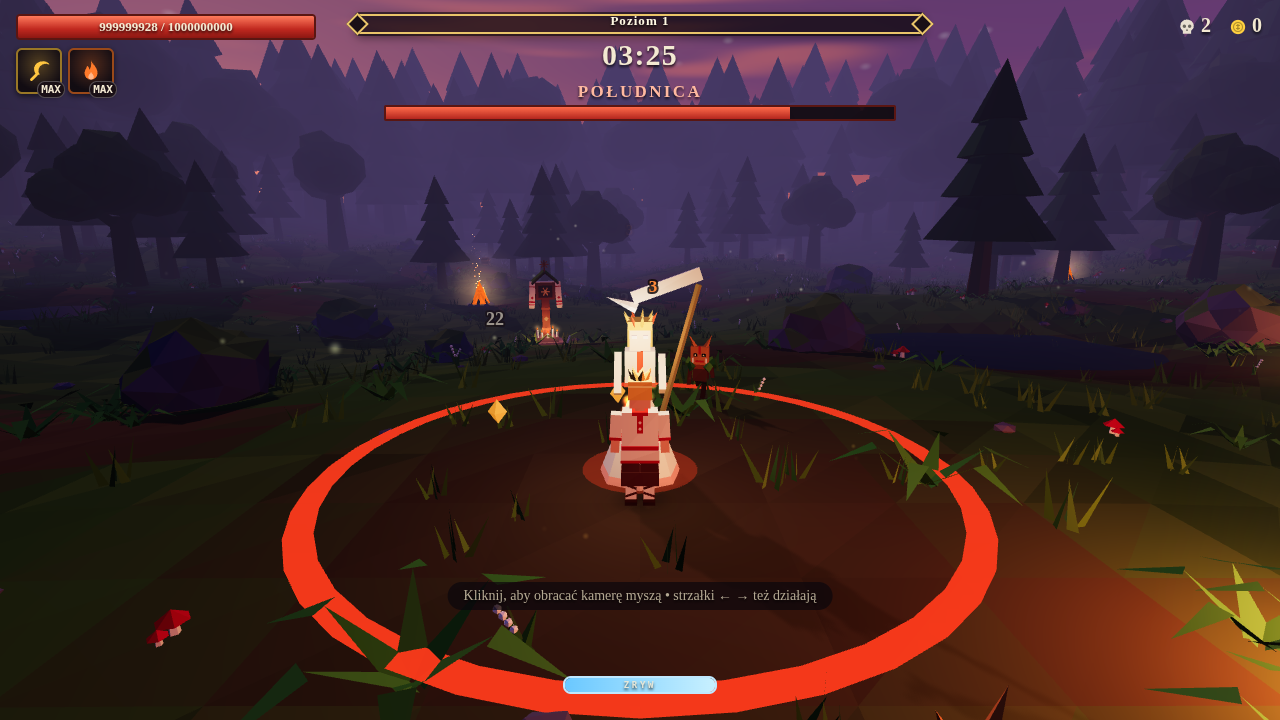 999999928 / 1000000000
Poziom 1
2
0
03:25
MAX
MAX
POŁUDNICA
3
22
Kliknij, aby obracać kamerę myszą • strzałki ← → też działają
ZRYW